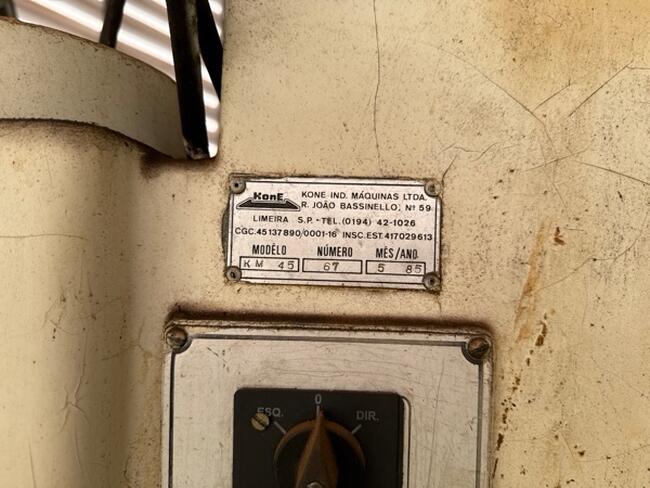 KonE KONE IND. MÁQUINAS LTDA.
R. JOÃO BASSINELLO, Nº 59
LIMEIRA S.P. - TEL.(0194) 42-1026
CGC.45137890/0001-16 INSC.EST.417029613
MODÊLO NÚMERO MÊS/ANO
KM 45 67 5 85
0
ESQ. DIR.